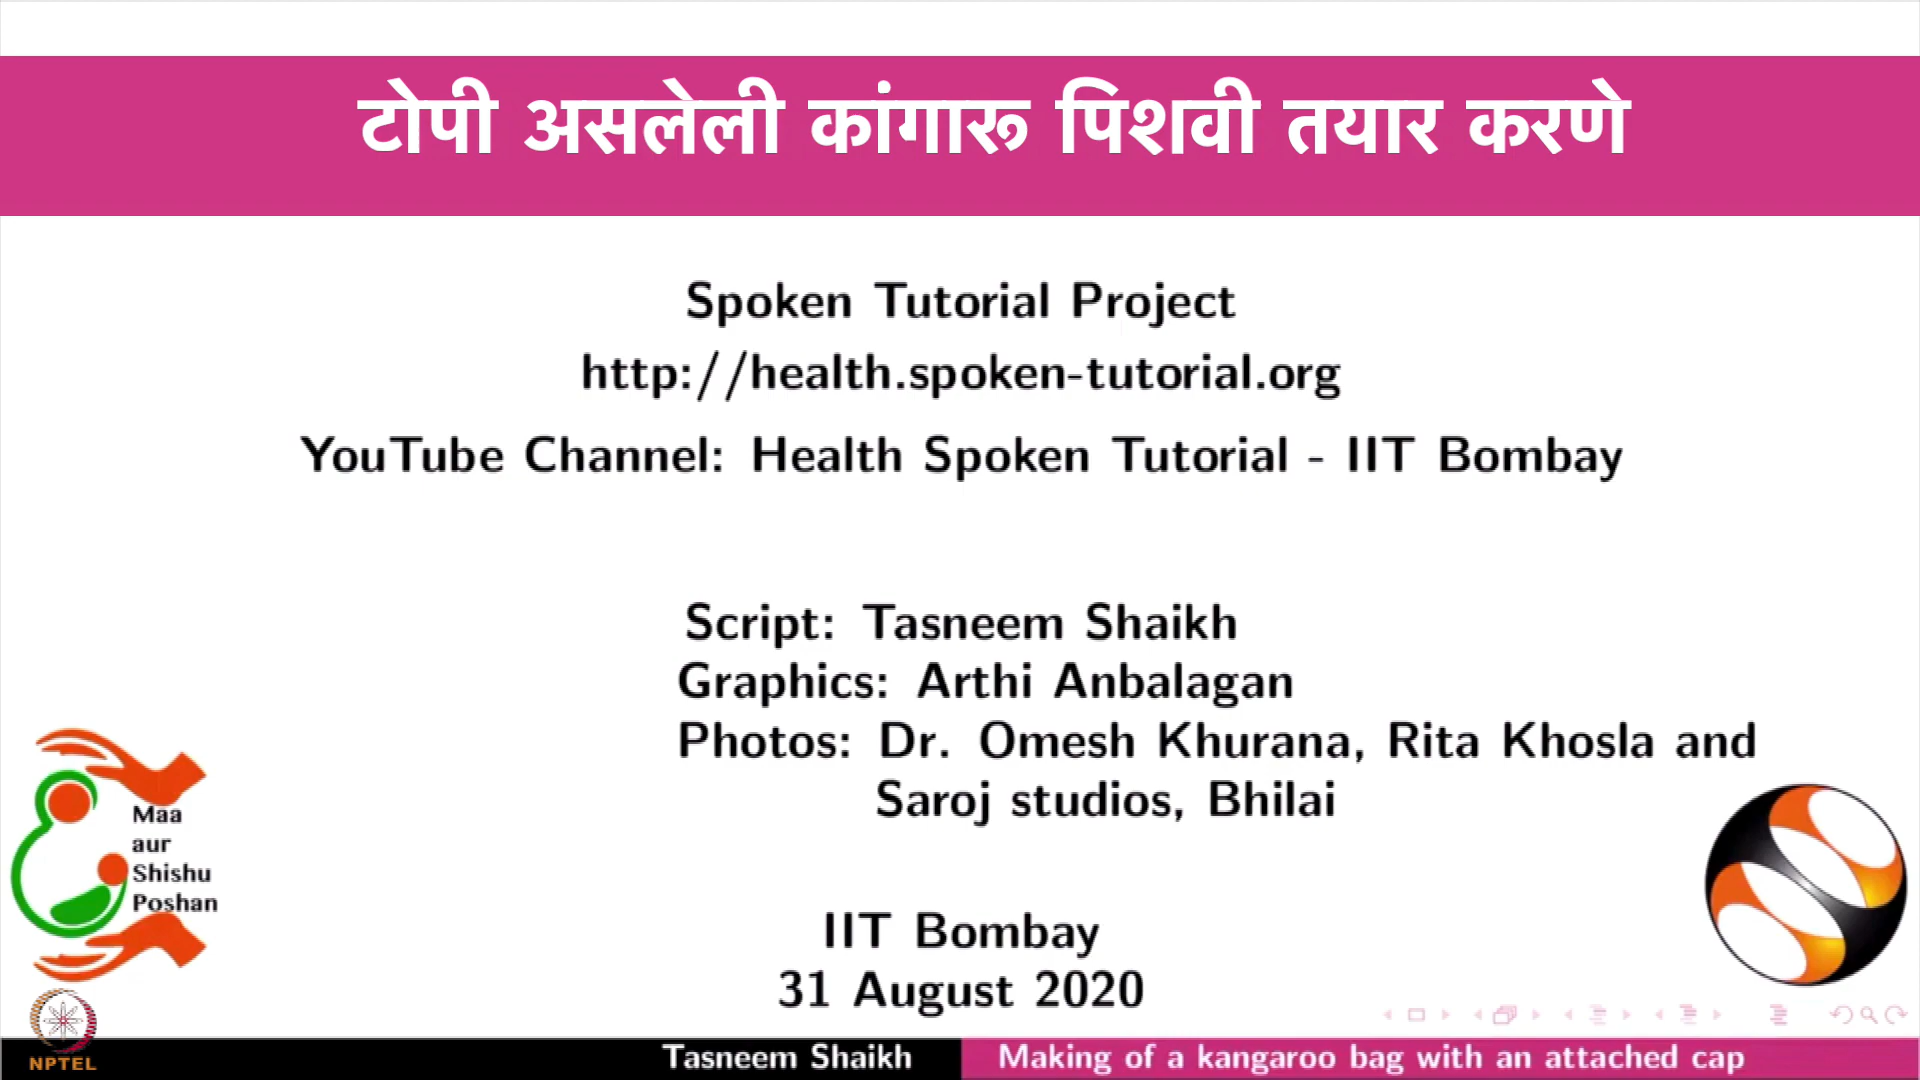 टोपी असलेली कांगारू पिशवी तयार करणे
Spoken Tutorial Project
http://health.spoken-tutorial.org
YouTube Channel: Health Spoken Tutorial - IIT Bombay
Script: Tasneem Shaikh
Graphics: Arthi Anbalagan
Photos: Dr. Omesh Khurana, Rita Khosla and
Saroj studios, Bhilai
Maa
aur
Shishu
Poshan
IIT Bombay
31 August 2020
NPTEL
Tasneem Shaikh
Making of a kangaroo bag with an attached cap